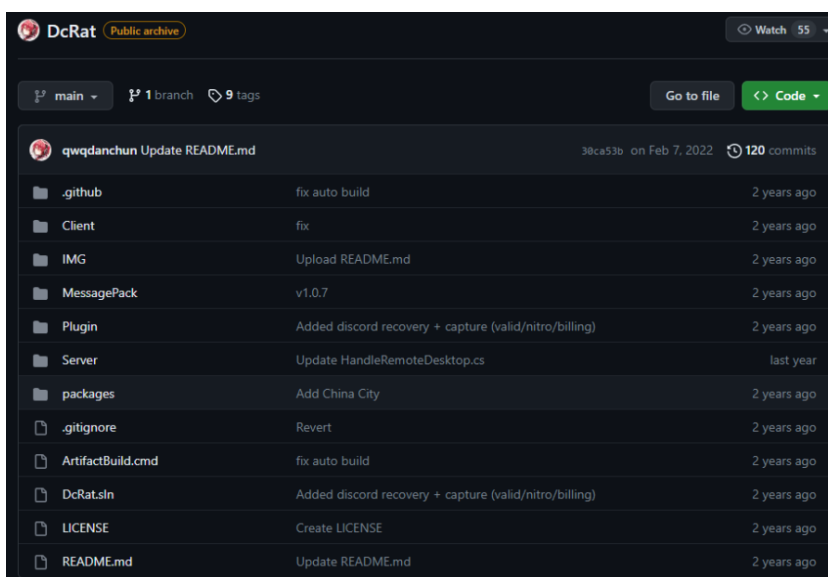 DcRat Public archive Watch 55
main 1 branch 9 tags Go to file <> Code
qwqdanchun Update README.md 30ca53b on Feb 7, 2022 120 commits
.github fix auto build 2 years ago
Client fix 2 years ago
IMG Upload README.md 2 years ago
MessagePack v1.0.7 2 years ago
Plugin Added discord recovery + capture (valid/nitro/billing) 2 years ago
Server Update HandleRemoteDesktop.cs last year
packages Add China City 2 years ago
.gitignore Revert 2 years ago
ArtifactBuild.cmd fix auto build 2 years ago
DcRat.sln Added discord recovery + capture (valid/nitro/billing) 2 years ago
LICENSE Create LICENSE 2 years ago
README.md Update README.md 2 years ago